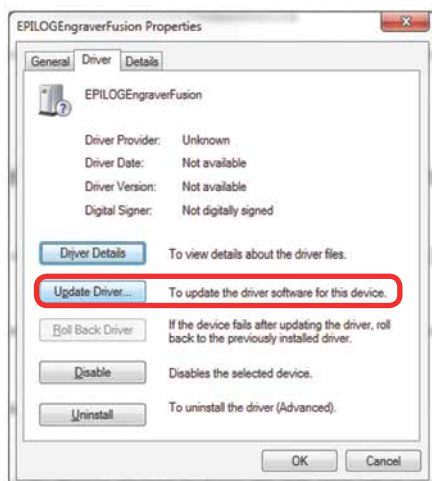 EPILOGEngraverFusion Properties
General Driver Details
EPILOGEngraverFusion
Driver Provider: Unknown
Driver Date: Not available
Driver Version: Not available
Digital Signer: Not digitally signed
Driver Details To view details about the driver files.
Update Driver... To update the driver software for this device.
Roll Back Driver If the device fails after updating the driver, roll
back to the previously installed driver.
Disable Disables the selected device.
Uninstall To uninstall the driver (Advanced).
OK Cancel